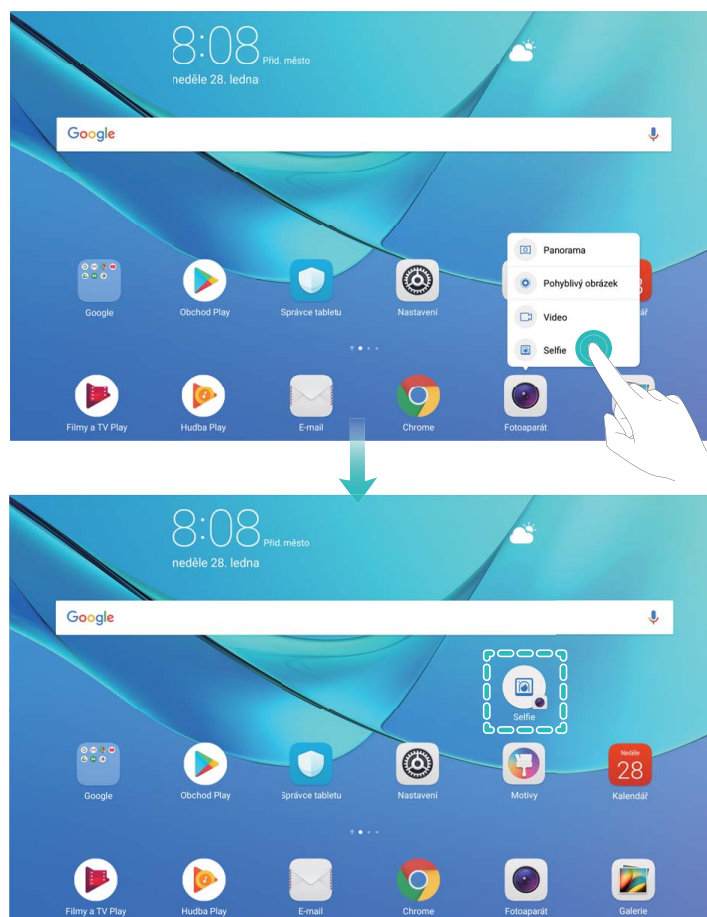 8:08 Příd. město
neděle 28. ledna
Google
Panorama
Pohyblivý obrázek
Video
Selfie
Google
Obchod Play
Správce tabletu
Nastavení
ář
Filmy a TV Play
Hudba Play
E-mail
Chrome
Fotoaparát
8:08 Příd. město
neděle 28. ledna
Google
Selfie
Google
Obchod Play
Správce tabletu
Nastavení
Motivy
Neděle
28
Kalendář
Filmy a TV Play
Hudba Play
E-mail
Chrome
Fotoaparát
Galerie